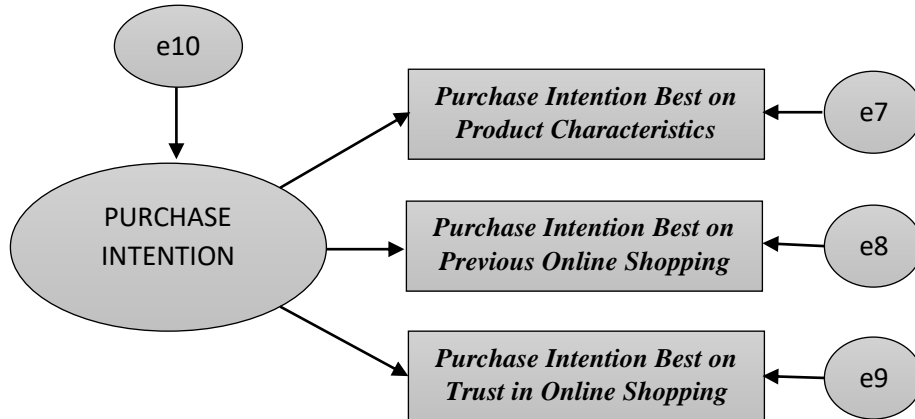 e10
Purchase Intention Best on
Product Characteristics
e7
PURCHASE
INTENTION
Purchase Intention Best on
Previous Online Shopping
e8
Purchase Intention Best on
Trust in Online Shopping
e9